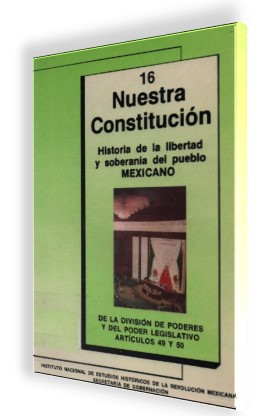 16
Nuestra
Constitución
Historia de la libertad
y soberanía del pueblo
MEXICANO
DE LA DIVISIÓN DE PODERES
Y DEL PODER LEGISLATIVO
ARTÍCULOS 49 Y 50
INSTITUTO NACIONAL DE ESTUDIOS HISTÓRICOS DE LA REVOLUCIÓN MEXICANA
SECRETARÍA DE GOBERNACIÓN